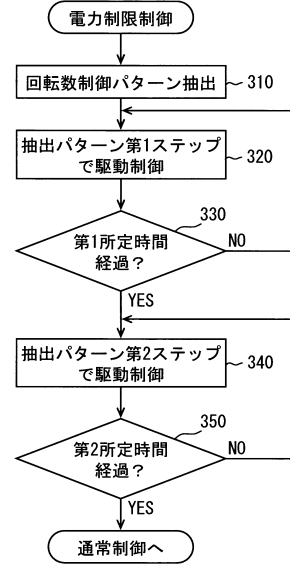 電力制限制御
回転数制御パターン抽出
310
抽出パターン第1ステップ
で駆動制御
320
330
第1所定時間
経過？
NO
YES
抽出パターン第2ステップ
で駆動制御
340
350
第2所定時間
経過？
NO
YES
通常制御へ